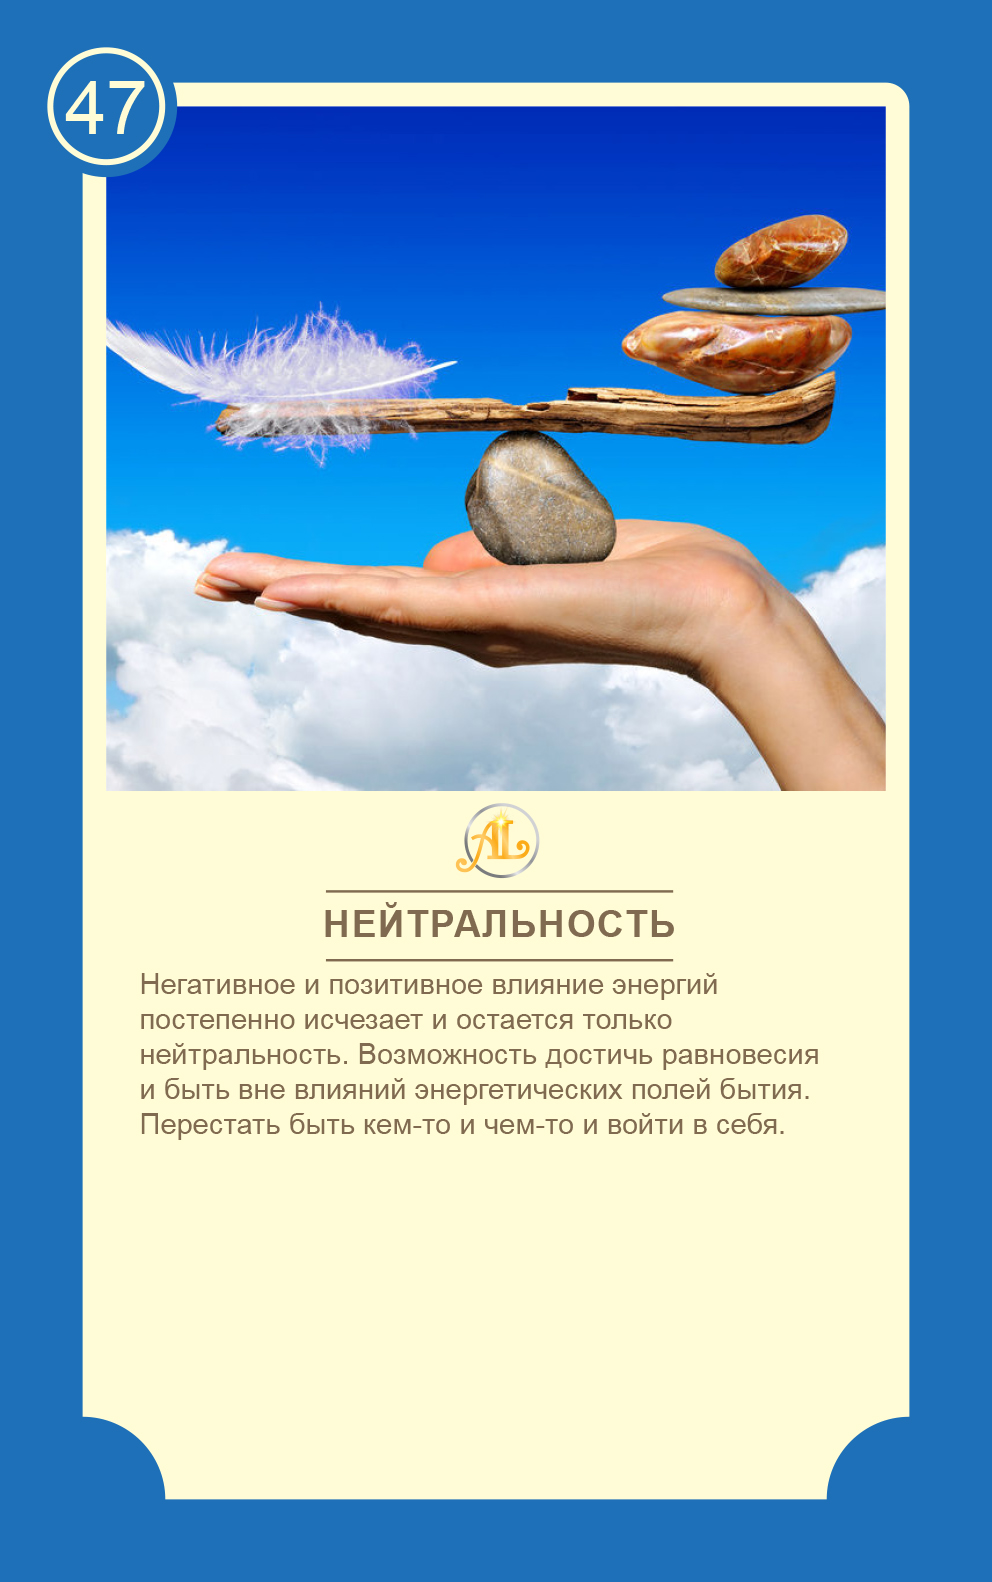 47
AL
НЕЙТРАЛЬНОСТЬ
Негативное и позитивное влияние энергий
постепенно исчезает и остается только
нейтральность. Возможность достичь равновесия
и быть вне влияний энергетических полей бытия.
Перестать быть кем-то и чем-то и войти в себя.